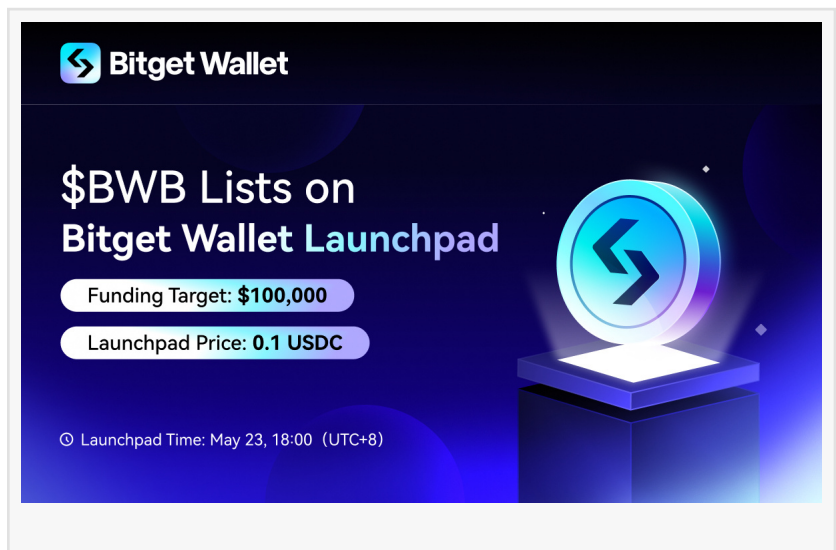 Bitget Wallet
$BWB Lists on
Bitget Wallet Launchpad
Funding Target: $100,000
Launchpad Price: 0.1 USDC
Launchpad Time: May 23, 18:00（UTC+8）